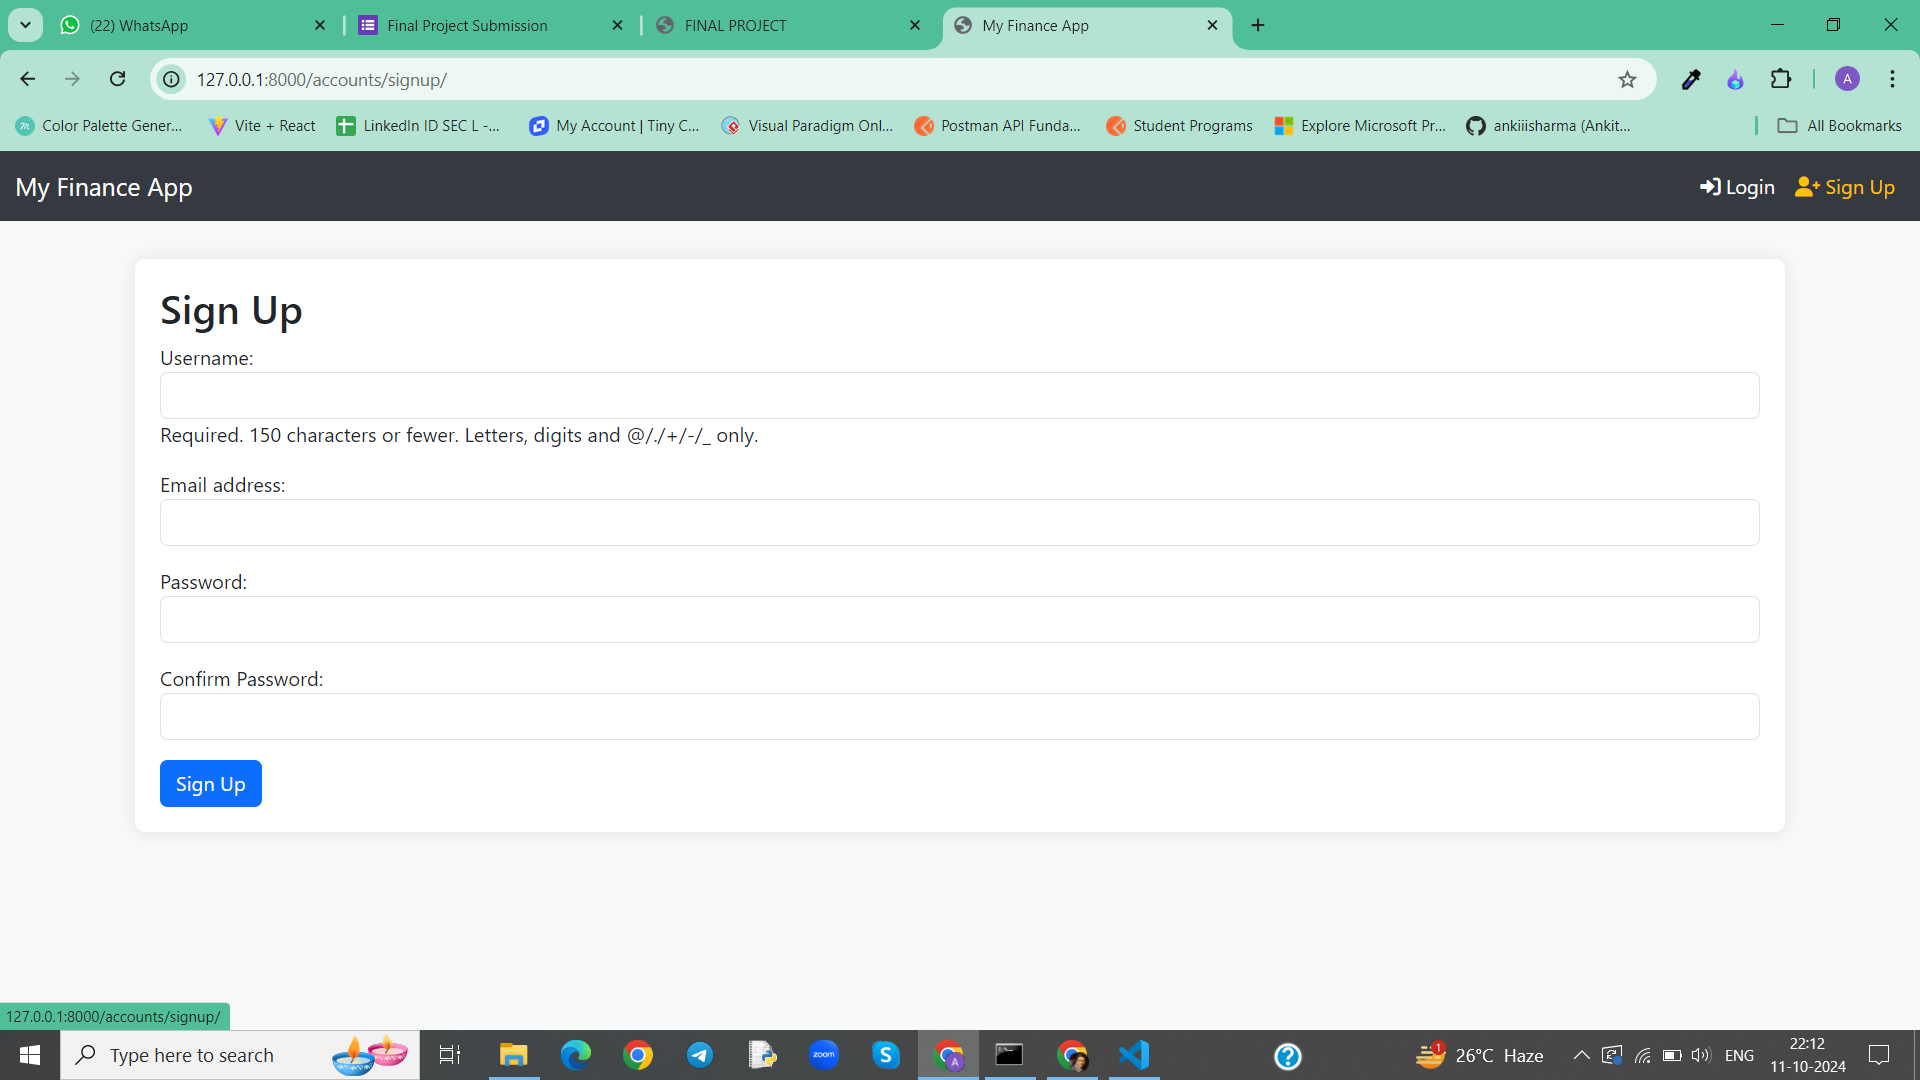 (22) WhatsApp
Final Project Submission
FINAL PROJECT
My Finance App
127.0.0.1:8000/accounts/signup/
A
Color Palette Gener...
Vite + React
LinkedIn ID SEC L -...
My Account | Tiny C...
Visual Paradigm Onl...
Postman API Funda...
Student Programs
Explore Microsoft Pr...
ankiiisharma (Ankit...
All Bookmarks
My Finance App
Login
Sign Up
Sign Up
Username:
Required. 150 characters or fewer. Letters, digits and @/./+/-/_ only.
Email address:
Password:
Confirm Password:
Sign Up
127.0.0.1:8000/accounts/signup/
Type here to search
zoom
S
A
?
1
26°C Haze
ENG
22:12
11-10-2024